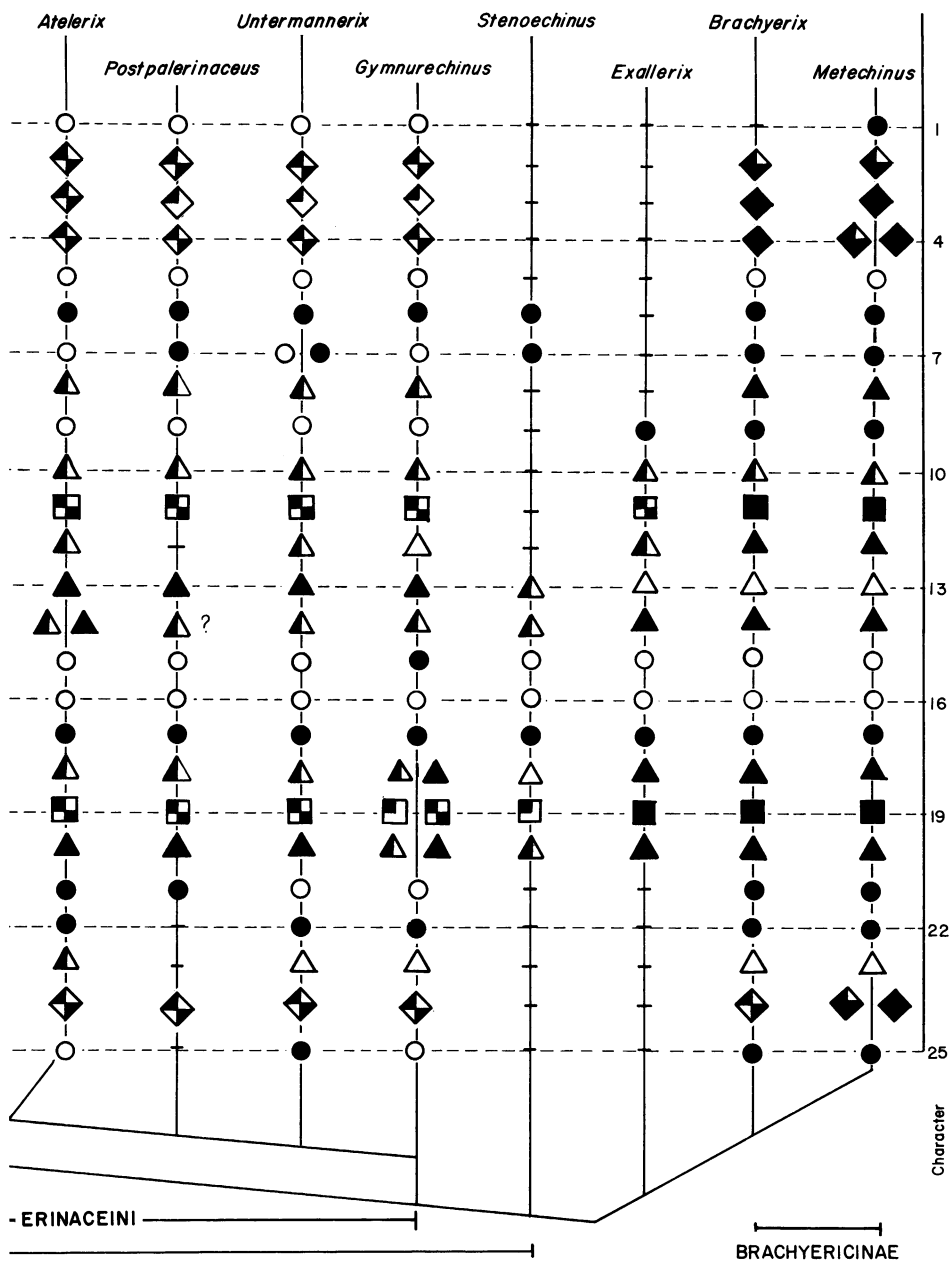 Atelerix Untermannerix Stenoechinus Brachyerix
Postpalerinaceus Gymnurechinus Exallerix Metechinus
1
4
7
10
13
?
16
19
22
25
Character
- ERINACEINI
BRACHYERICINAE